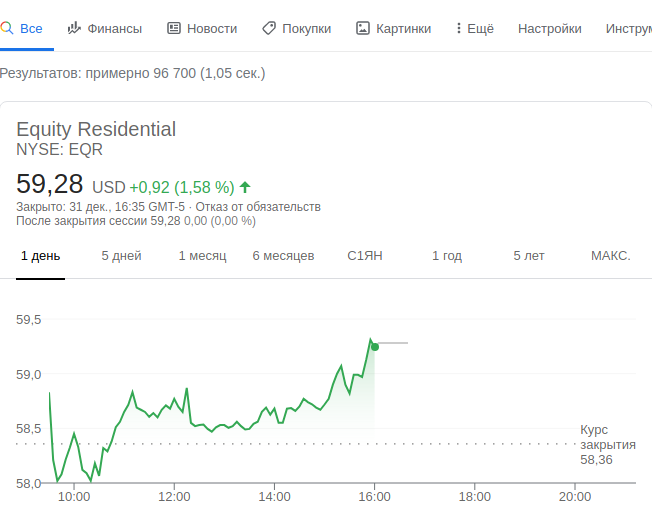 Все Финансы Новости Покупки Картинки Ещё Настройки Инструм
Результатов: примерно 96 700 (1,05 сек.)
Equity Residential
NYSE: EQR
59,28 USD +0,92 (1,58 %)
Закрыто: 31 дек., 16:35 GMT-5 · Отказ от обязательств
После закрытия сессии 59,28 0,00 (0,00 %)
1 день 5 дней 1 месяц 6 месяцев С1ЯН 1 год 5 лет МАКС.
59,5
59,0
58,5
Курс
закрытия
58,36
58,0
10:00 12:00 14:00 16:00 18:00 20:00